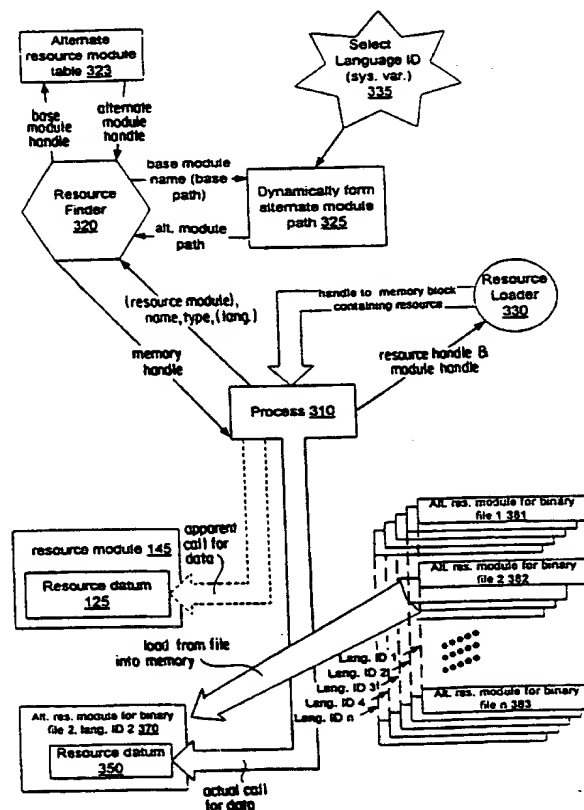 Alternate
resource module
table 323
Select
Language ID
(sys. var.)
335
base
module
handle
alternate
module
handle
base module
name (base
path)
Resource
Finder
320
Dynamically form
alternate module
path 325
alt. module
path
(resource module),
name, type, (lang.)
handle to memory block
containing resource
Resource
Loader
330
memory
handle
resource handle &
module handle
Process 310
Alt. res. module for binary
file 1 381
resource module 145
apparent
call for
data
Resource datum
125
Alt. res. module for binary
file 2 382
load from file
into memory
Lang. ID 1
Lang. ID 2
Lang. ID 3
Lang. ID 4
Lang. ID n
Alt. res. module for binary
file n 383
Alt. res. module for binary
file 2, lang. ID 2 370
Resource datum
350
actual call
for data